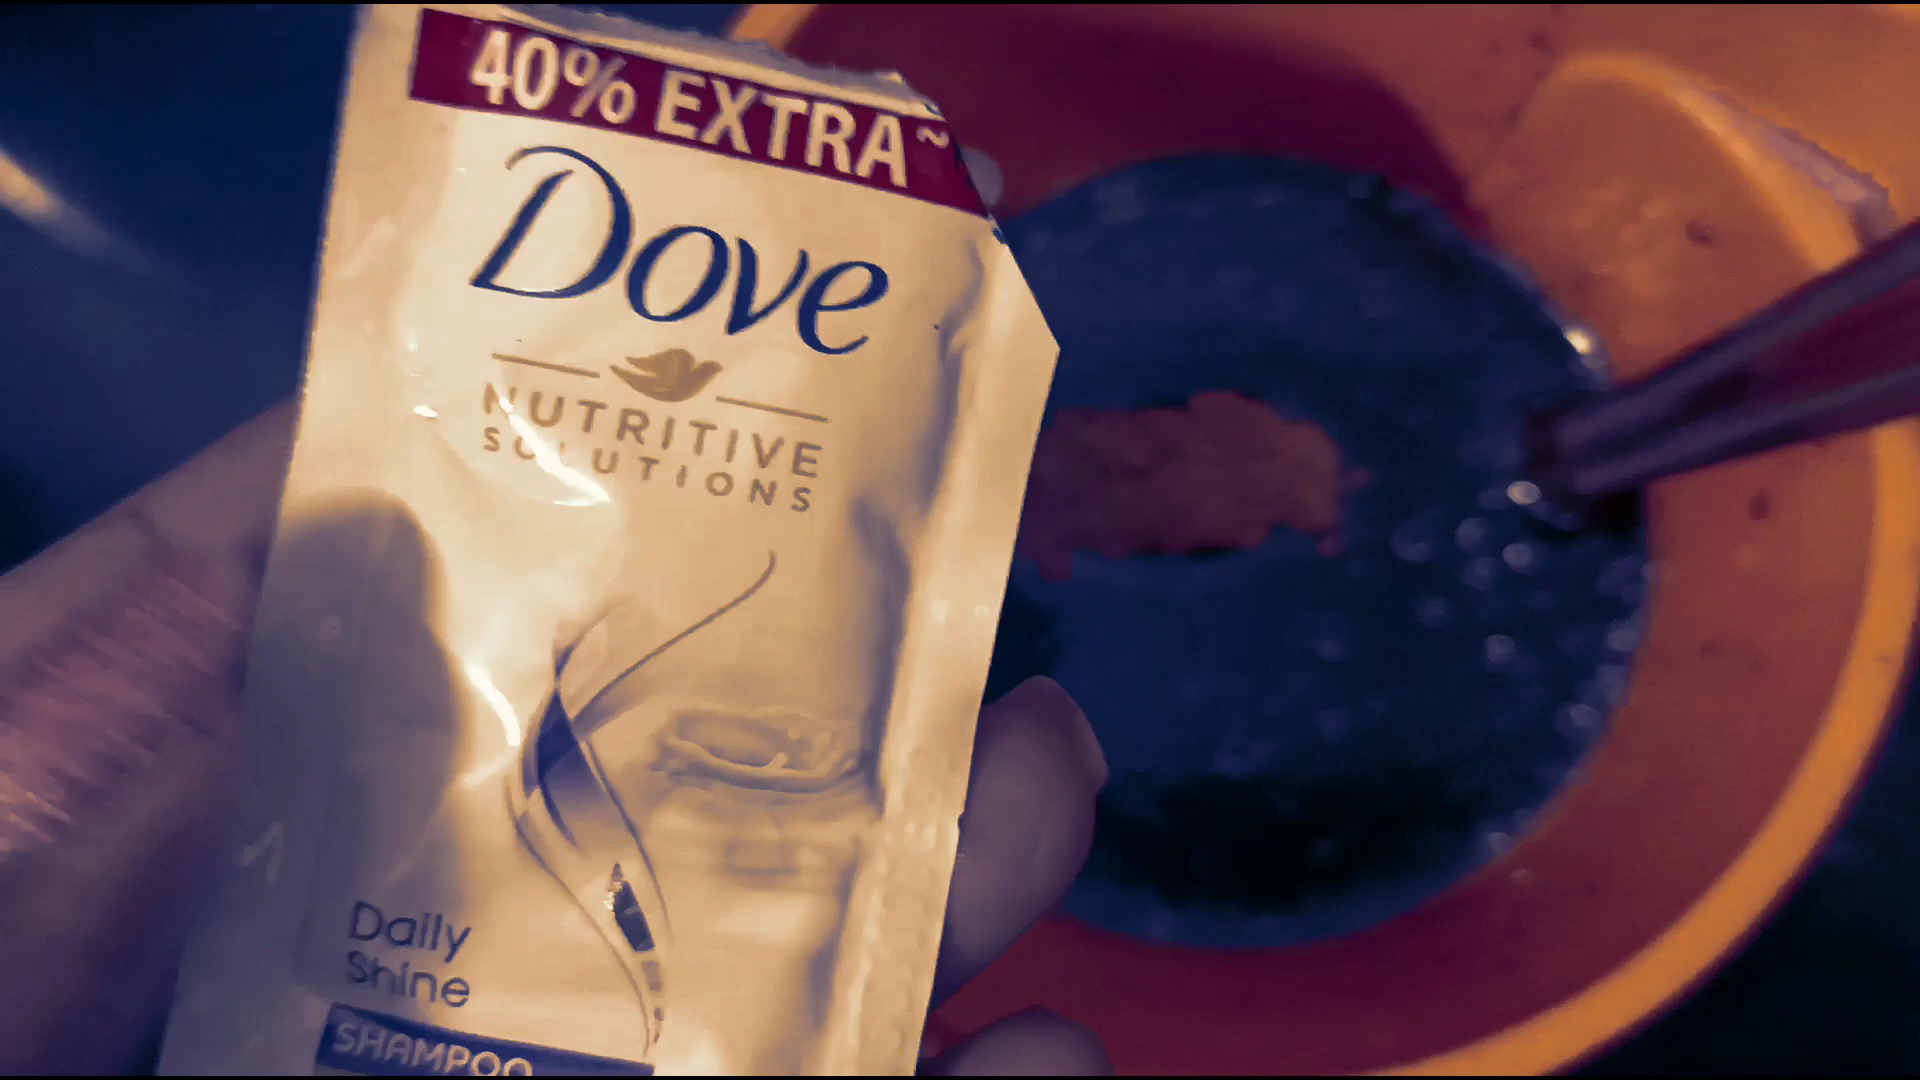 40% EXTRA~
Dove
NUTRITIVE
SOLUTIONS
Daily
Shine
SHAMPOO